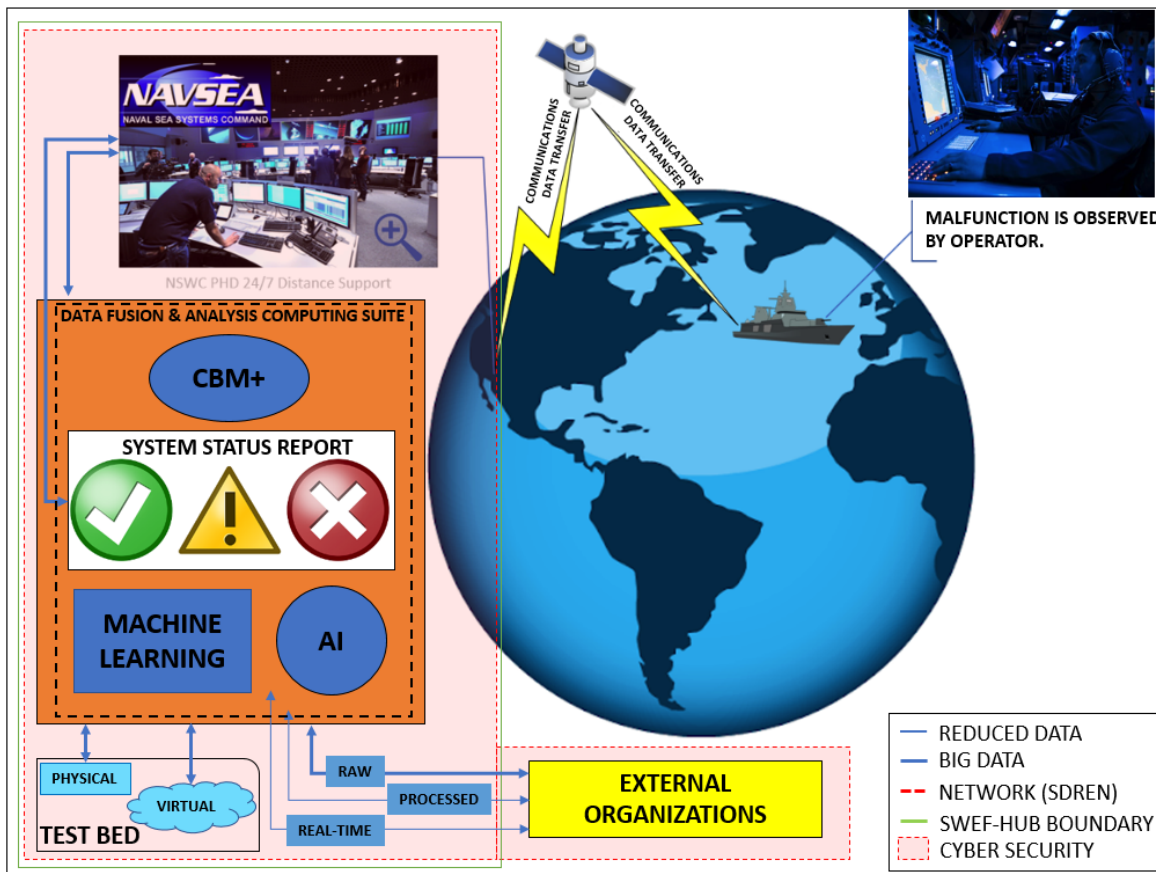 NAVSEA
NAVAL SEA SYSTEMS COMMAND
NSWC PHD 24/7 Distance Support
COMMUNICATIONS
DATA TRANSFER
COMMUNICATIONS
DATA TRANSFER
MALFUNCTION IS OBSERVED
BY OPERATOR.
DATA FUSION & ANALYSIS COMPUTING SUITE
CBM+
SYSTEM STATUS REPORT
MACHINE
LEARNING
AI
PHYSICAL
VIRTUAL
TEST BED
RAW
PROCESSED
REAL-TIME
EXTERNAL
ORGANIZATIONS
REDUCED DATA
BIG DATA
NETWORK (SDREN)
SWEF-HUB BOUNDARY
CYBER SECURITY